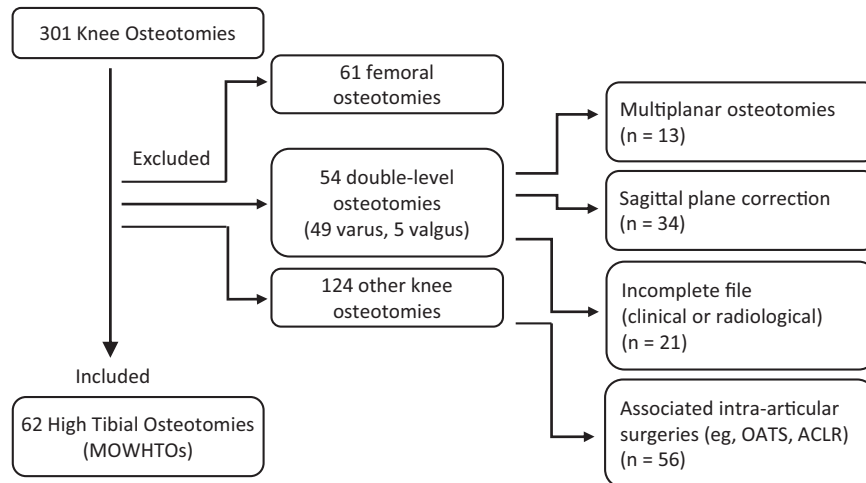 301 Knee Osteotomies
61 femoral
osteotomies
Excluded
54 double-level
osteotomies
(49 varus, 5 valgus)
124 other knee
osteotomies
Multiplanar osteotomies
(n = 13)
Sagittal plane correction
(n = 34)
Incomplete file
(clinical or radiological)
(n = 21)
Associated intra-articular
surgeries (eg, OATS, ACLR)
(n = 56)
Included
62 High Tibial Osteotomies
(MOWHTOs)